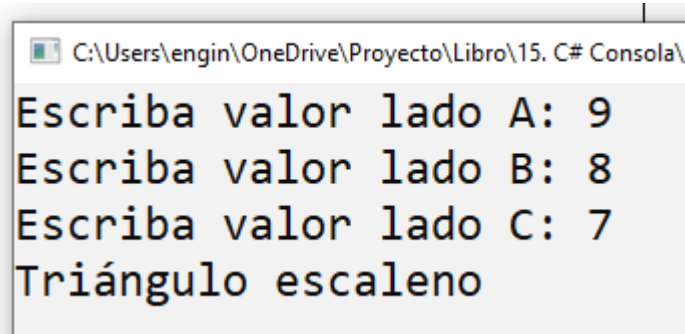 C:\Users\engin\OneDrive\Proyecto\Libro\15. C# Consola\
Escriba valor lado A: 9
Escriba valor lado B: 8
Escriba valor lado C: 7
Triángulo escaleno